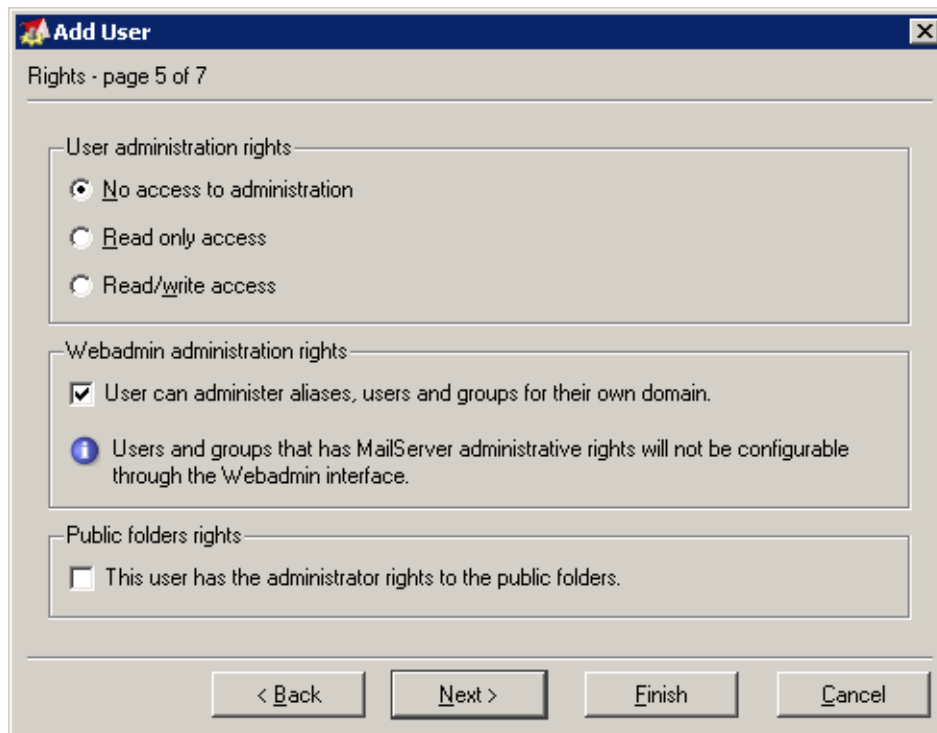 Add User
Rights - page 5 of 7
User administration rights
No access to administration
Read only access
Read/write access
Webadmin administration rights
User can administer aliases, users and groups for their own domain.
Users and groups that has MailServer administrative rights will not be configurable
through the Webadmin interface.
Public folders rights
This user has the administrator rights to the public folders.
< Back
Next >
Finish
Cancel